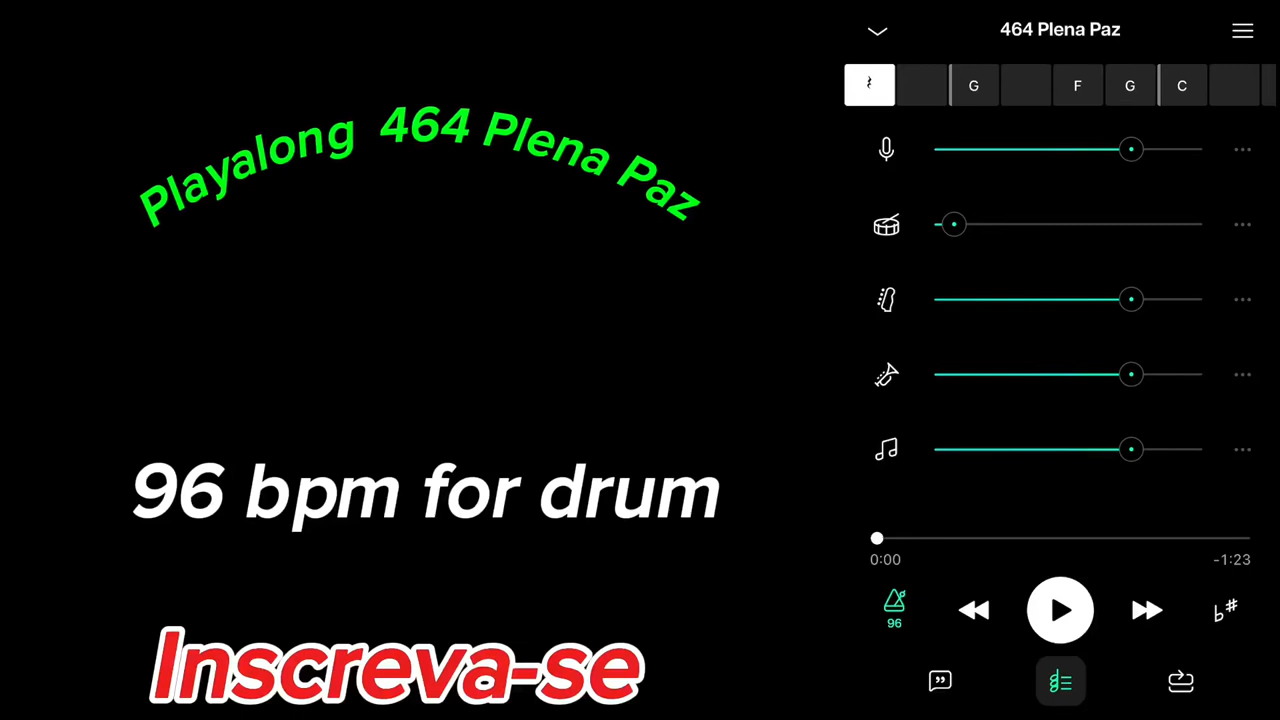 Playalong 464 Plena Paz
96 bpm for drum
Inscreva-se
464 Plena Paz
G F G C
0:00 -1:23
96